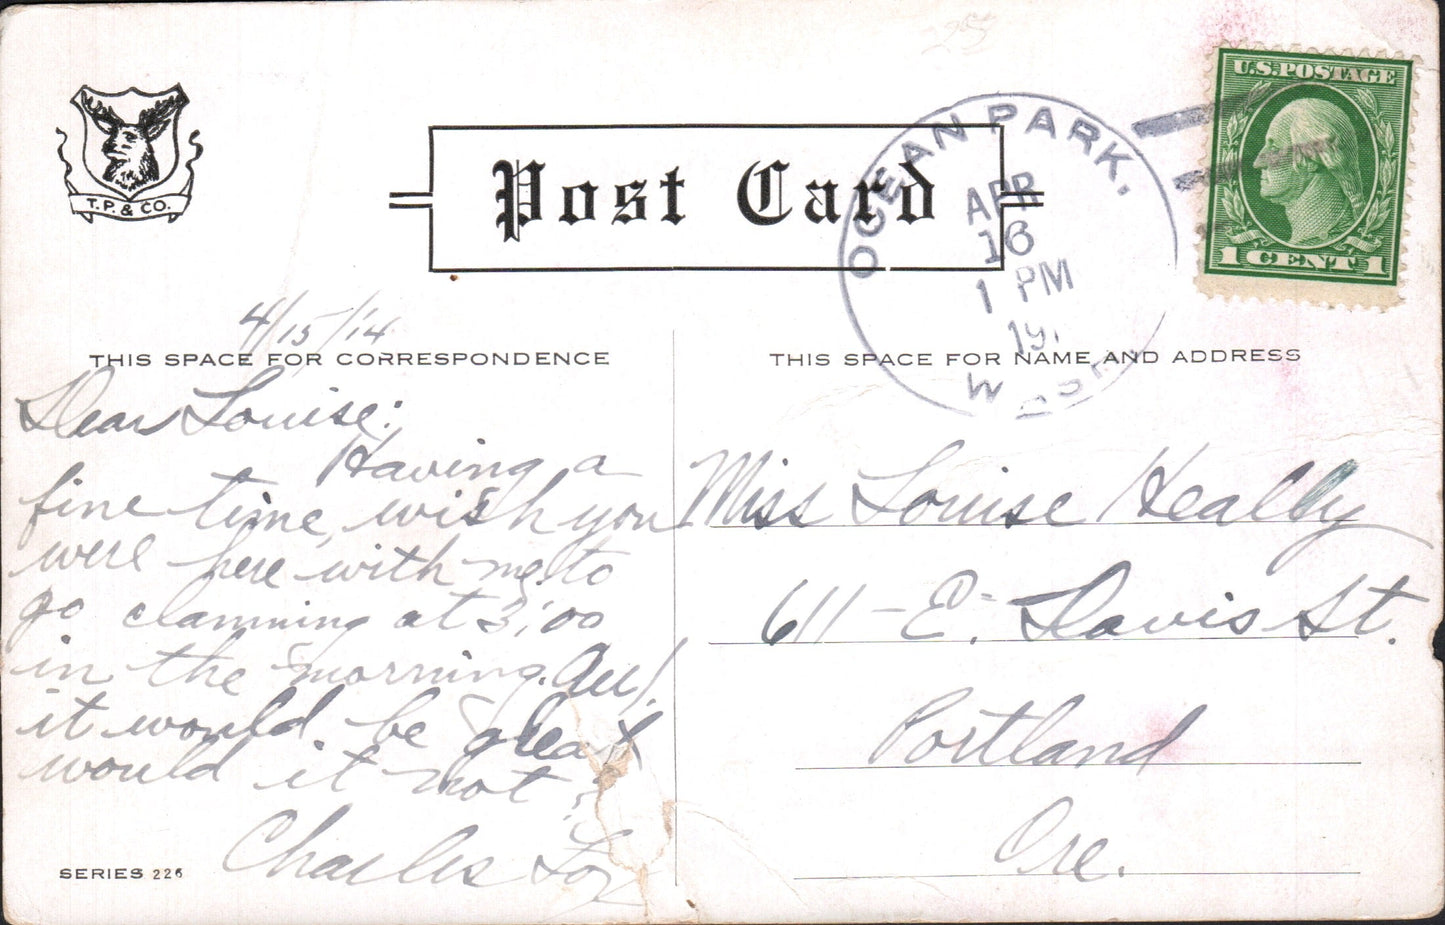 T. P. & CO.
Post Card
OCEAN PARK,
APR
16
1 PM
191
WASH.
U.S.POSTAGE
1 CENT 1
4/15/14
THIS SPACE FOR CORRESPONDENCE
Dear Louise:
Having a
fine time, wish you
were here with me to
go clamming at 3:00
in the morning.
it would be great
would it not?
Charles
SERIES 226
THIS SPACE FOR NAME AND ADDRESS
Miss Louise Healby
611 - E. Davis St.
Portland
Ore.